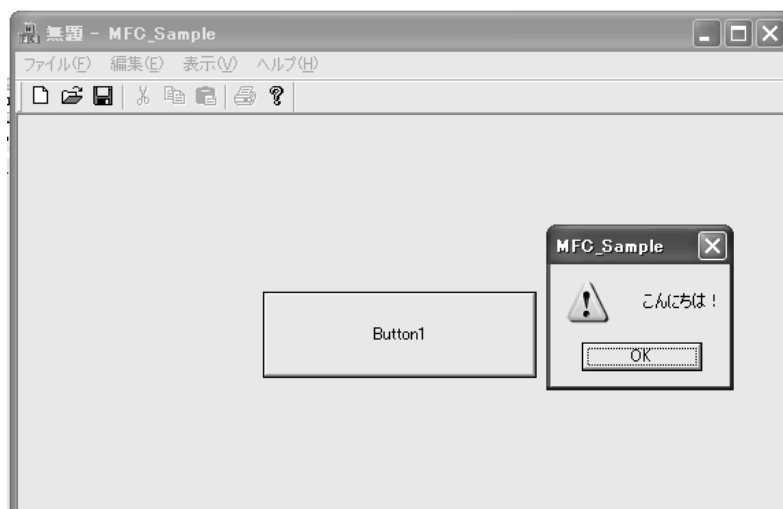 無題 - MFC_Sample
ファイル(F) 編集(E) 表示(V) ヘルプ(H)
MFC_Sample
こんにちは！
Button1
OK